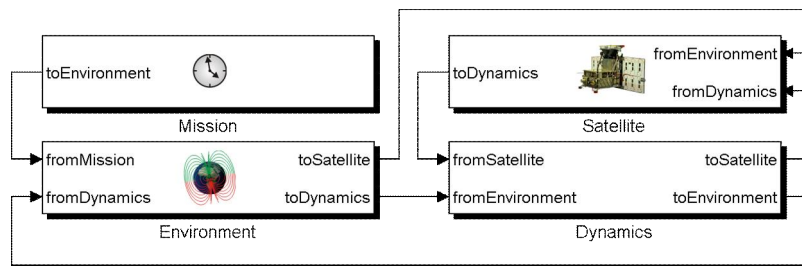 toEnvironment
Mission
toDynamics
fromEnvironment
fromDynamics
Satellite
fromMission
fromDynamics
toSatellite
toDynamics
Environment
fromSatellite
fromEnvironment
toSatellite
toEnvironment
Dynamics